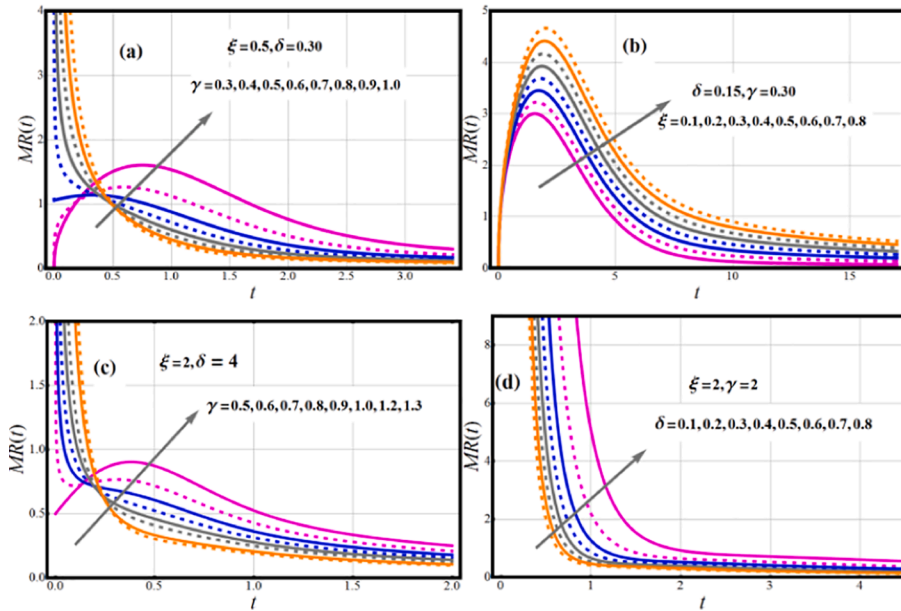 (a)
ξ=0.5,δ=0.30
γ=0.3,0.4,0.5,0.6,0.7,0.8,0.9,1.0
MR(t)
4
3
2
1
0
0.0 0.5 1.0 1.5 2.0 2.5 3.0
t
(b)
δ=0.15,γ=0.30
ξ=0.1,0.2,0.3,0.4,0.5,0.6,0.7,0.8
MR(t)
5
4
3
2
1
0
0 5 10 15
t
(c)
ξ=2,δ = 4
γ=0.5,0.6,0.7,0.8,0.9,1.0,1.2,1.3
MR(t)
2.0
1.5
1.0
0.5
0.0
0.0 0.5 1.0 1.5 2.0
t
(d)
ξ=2,γ=2
δ=0.1,0.2,0.3,0.4,0.5,0.6,0.7,0.8
MR(t)
8
6
4
2
0
0 1 2 3 4
t